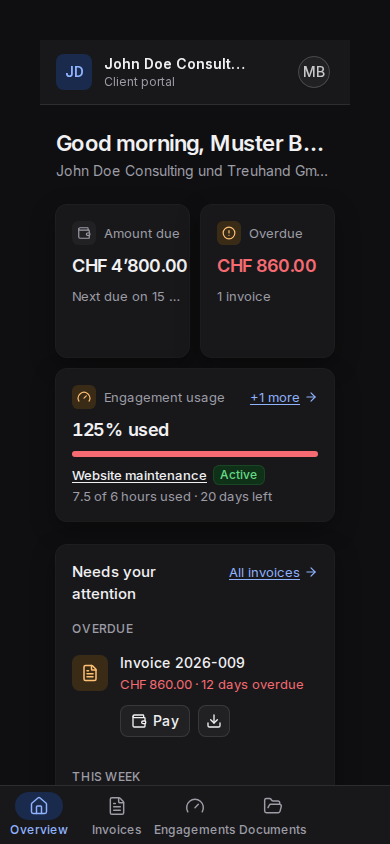 JD
John Doe Consult…
Client portal
MB
Good morning, Muster B…
John Doe Consulting und Treuhand Gm…
Amount due
CHF 4’800.00
Next due on 15 …
Overdue
CHF 860.00
1 invoice
Engagement usage
+1 more →
125% used
Website maintenance Active
7.5 of 6 hours used · 20 days left
Needs your
attention
All invoices →
OVERDUE
Invoice 2026-009
CHF 860.00 · 12 days overdue
Pay
THIS WEEK
Overview Invoices Engagements Documents